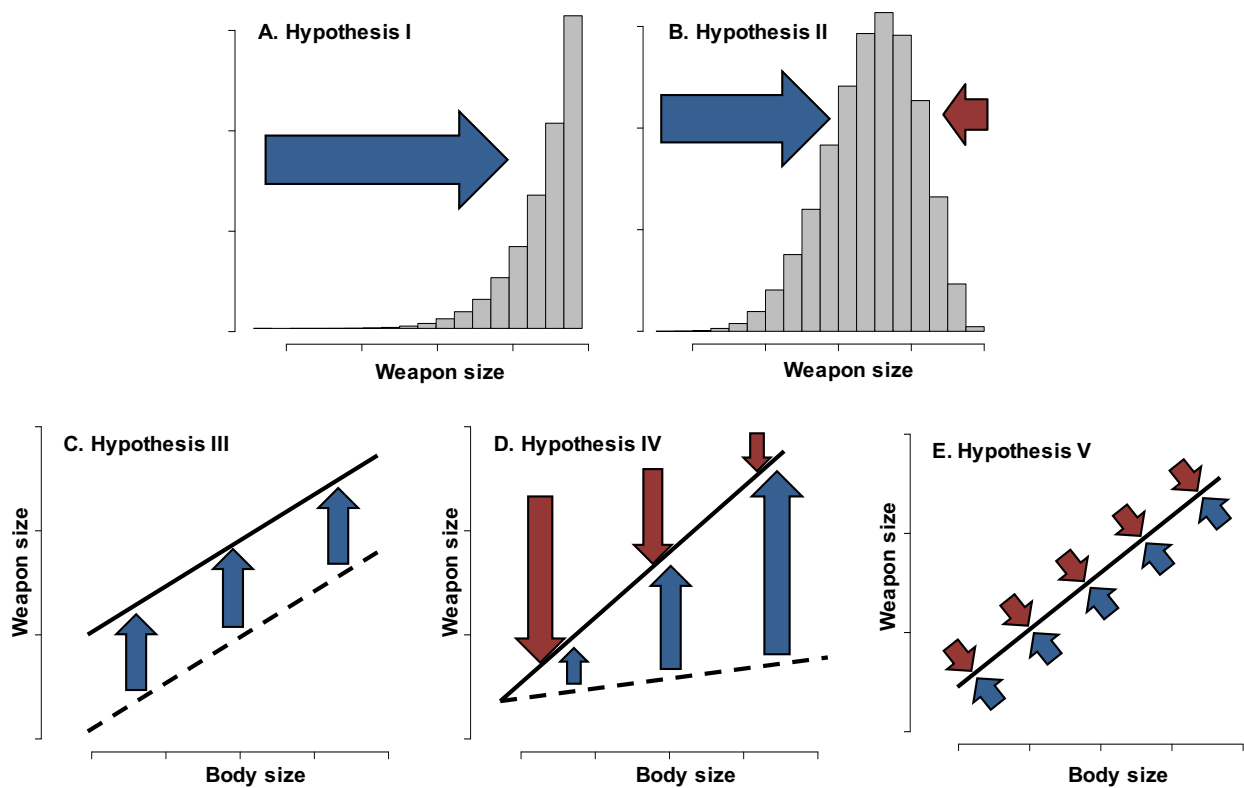 A. Hypothesis I
B. Hypothesis II
Weapon size
Weapon size
C. Hypothesis III
D. Hypothesis IV
E. Hypothesis V
Weapon size
Weapon size
Weapon size
Body size
Body size
Body size